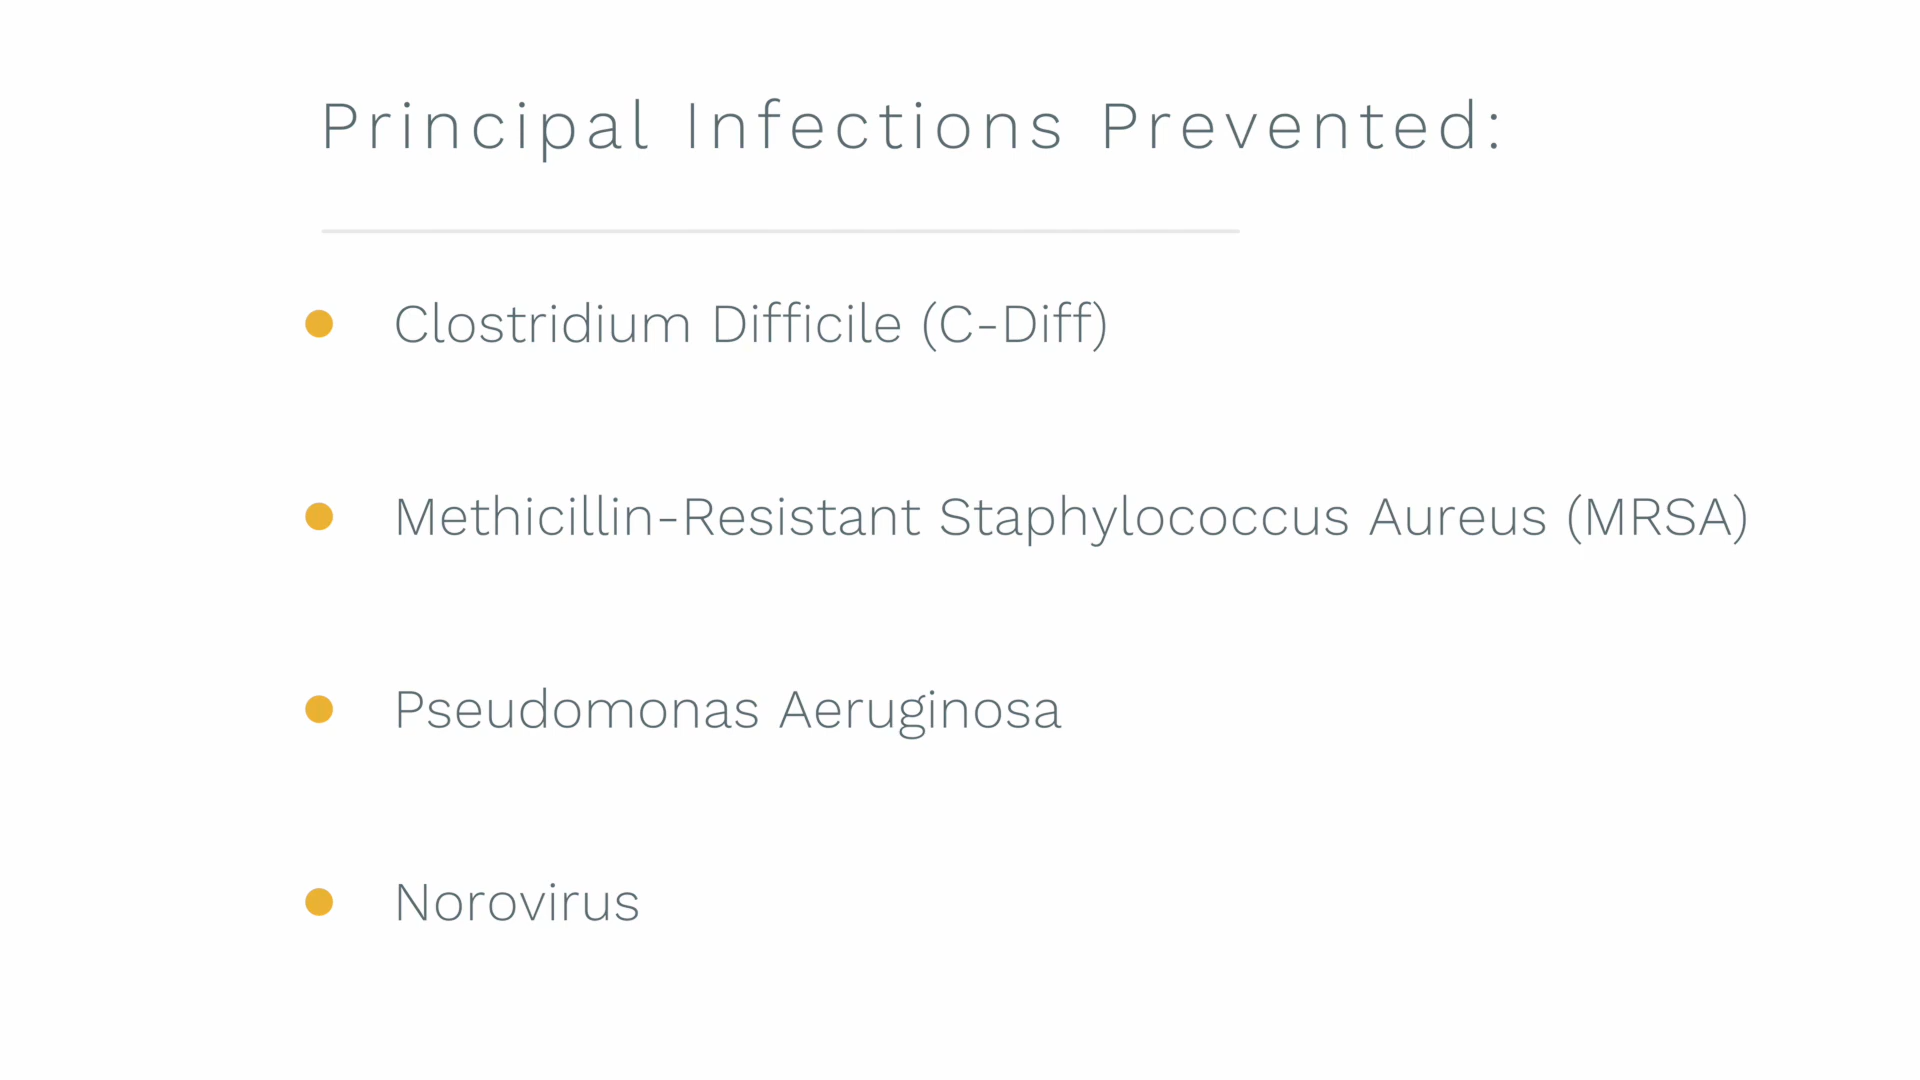 Principal Infections Prevented:
Clostridium Difficile (C-Diff)
Methicillin-Resistant Staphylococcus Aureus (MRSA)
Pseudomonas Aeruginosa
Norovirus